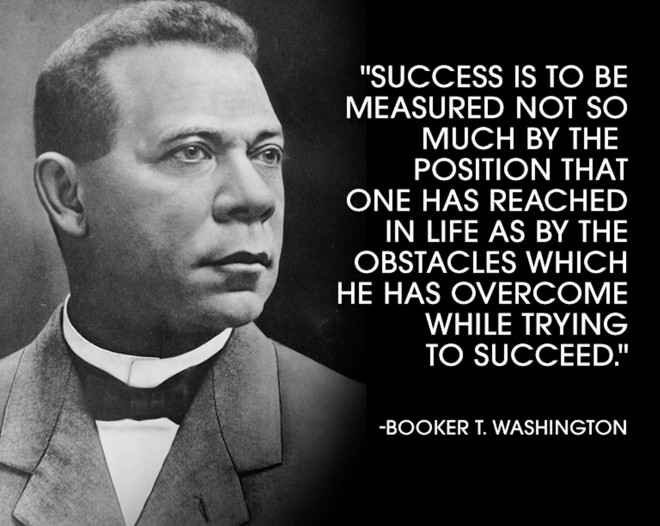 "SUCCESS IS TO BE
MEASURED NOT SO
MUCH BY THE
POSITION THAT
ONE HAS REACHED
IN LIFE AS BY THE
OBSTACLES WHICH
HE HAS OVERCOME
WHILE TRYING
TO SUCCEED."
-BOOKER T. WASHINGTON